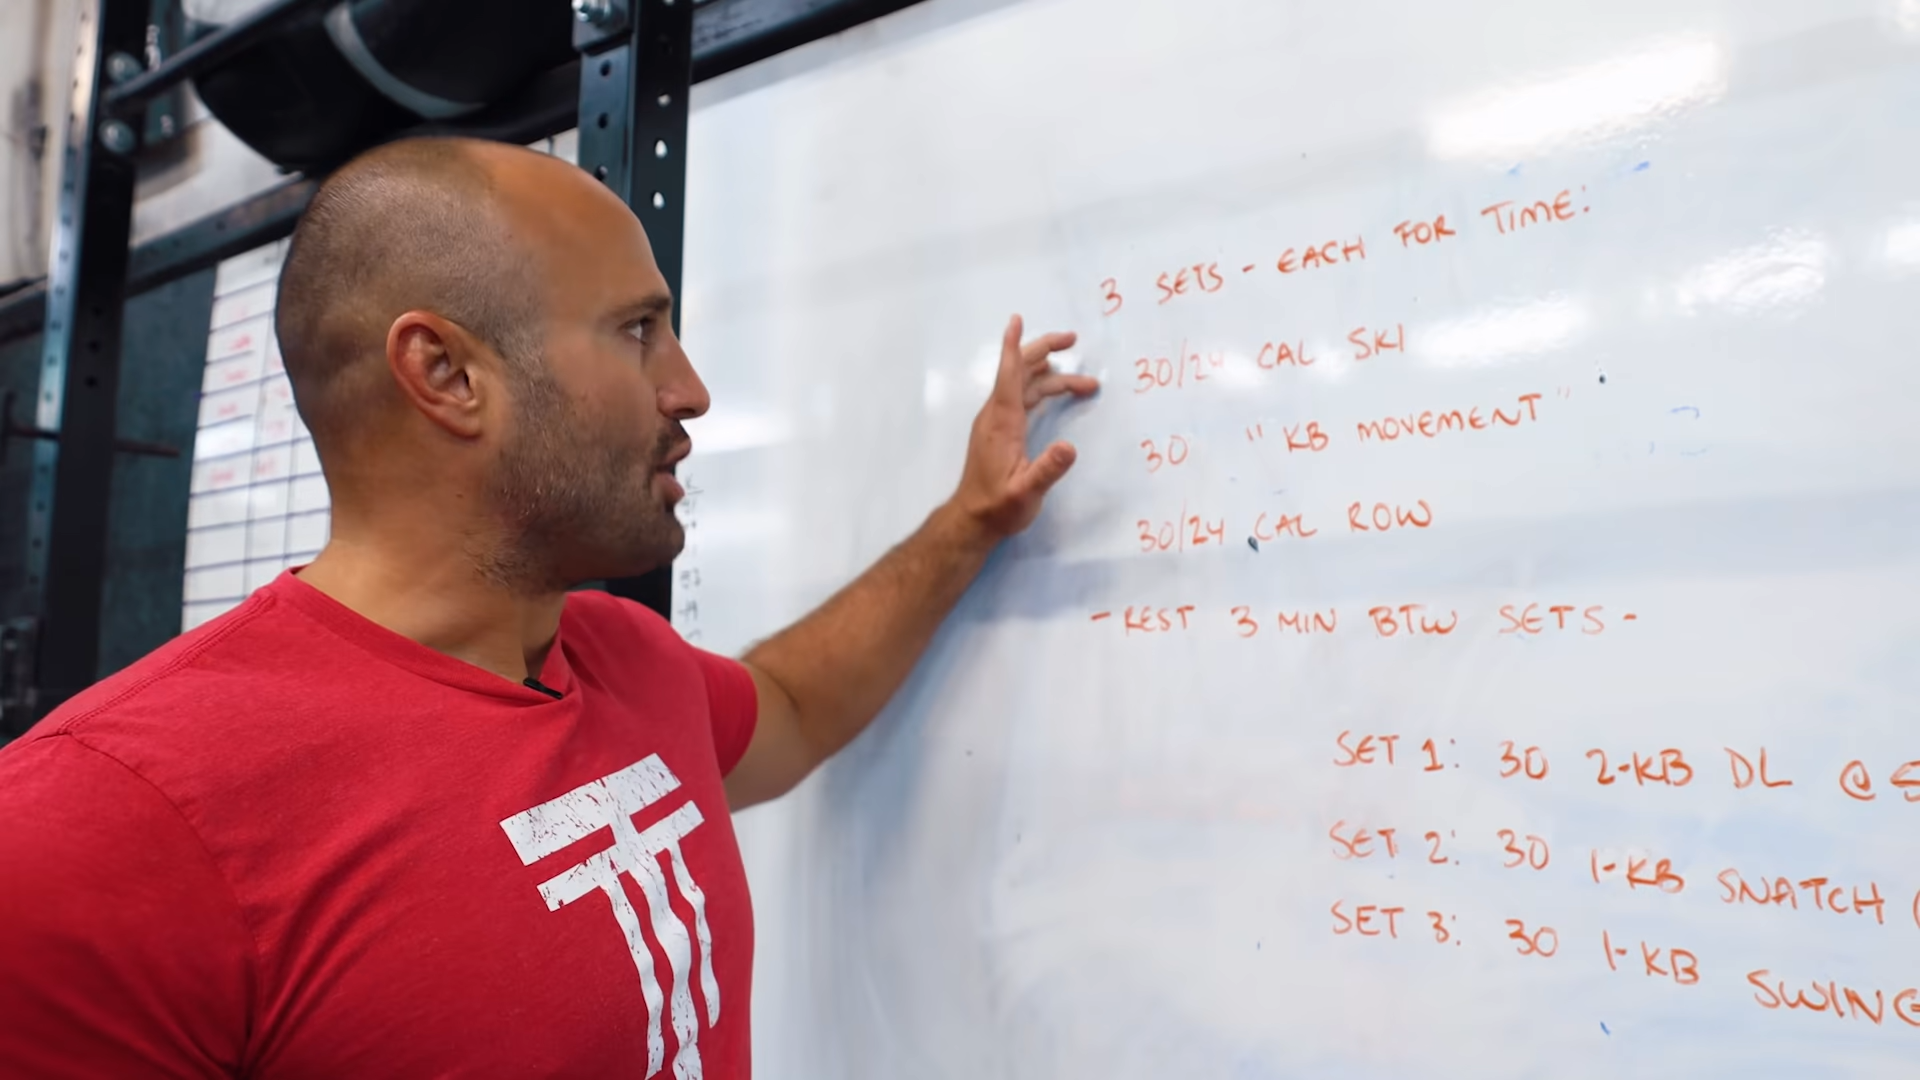 3 SETS - EACH FOR TIME:
30/24 CAL SKI
30 "KB MOVEMENT"
30/24 CAL ROW
- REST 3 MIN BTW SETS -
SET 1: 30 2-KB DL @
SET 2: 30 1-KB SNATCH (
SET 3: 30 1-KB SWING